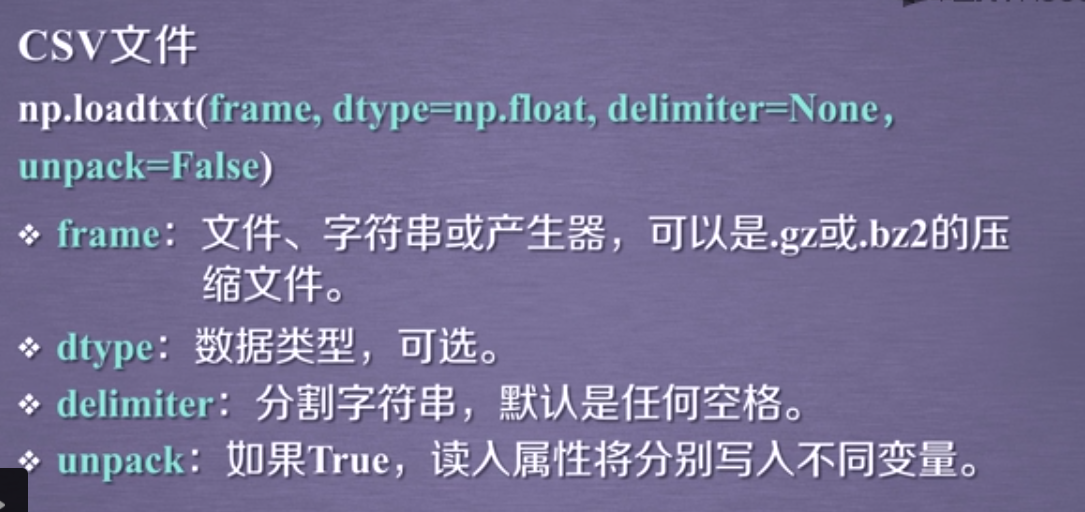 CSV文件
np.loadtxt(frame, dtype=np.float, delimiter=None,
unpack=False)
❖ frame：文件、字符串或产生器，可以是.gz或.bz2的压
缩文件。
❖ dtype：数据类型，可选。
❖ delimiter：分割字符串，默认是任何空格。
❖ unpack：如果True，读入属性将分别写入不同变量。